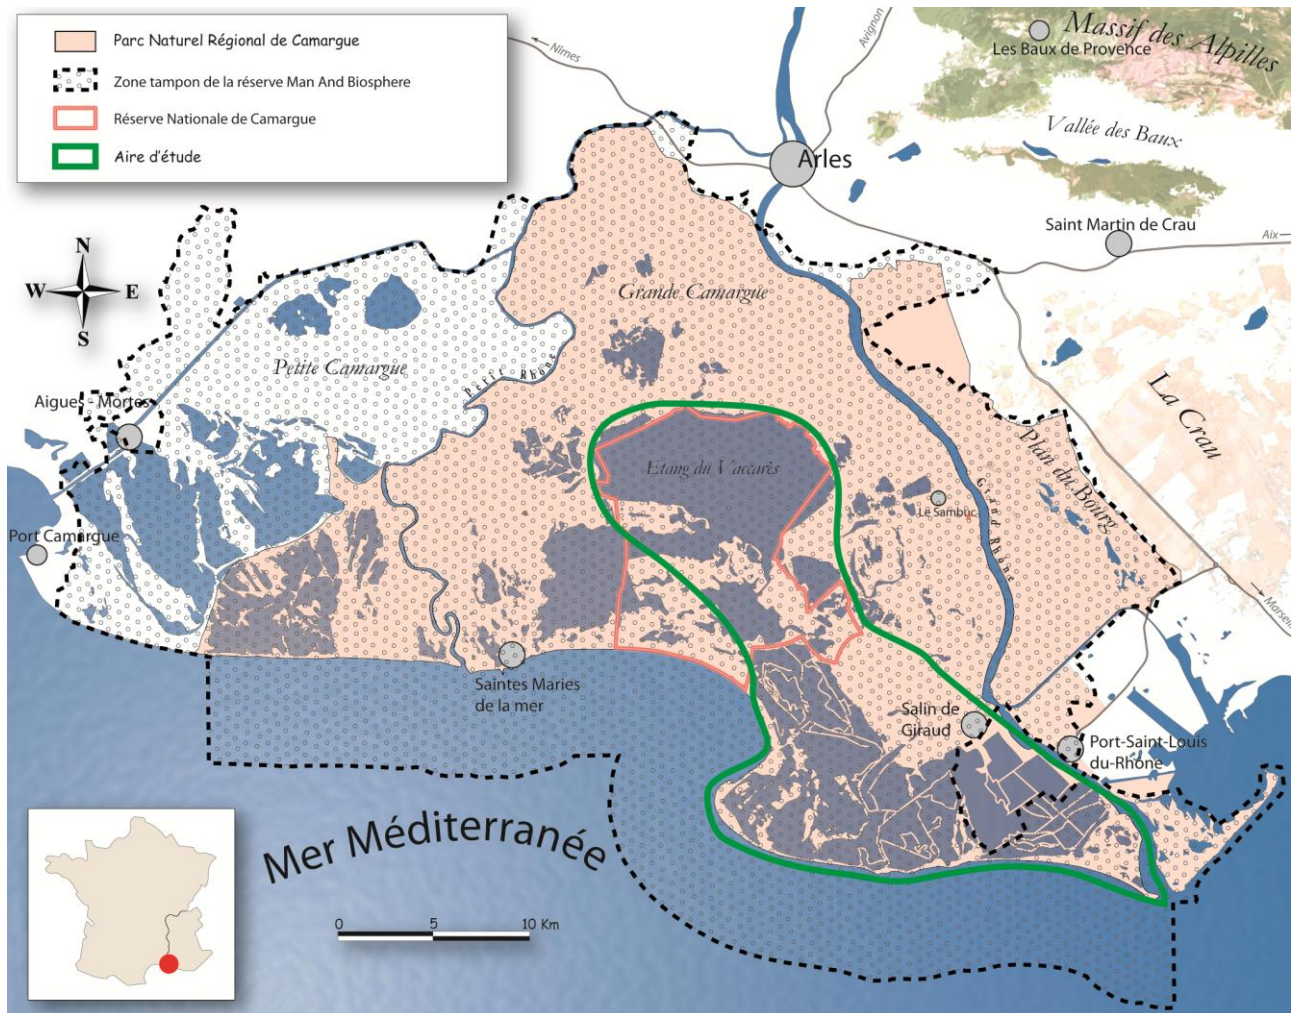 Parc Naturel Régional de Camargue
Zone tampon de la réserve Man And Biosphere
Réserve Nationale de Camargue
Aire d'étude
Nîmes
Avignon
Massif des Alpilles
Les Baux de Provence
Vallée des Baux
Arles
Saint Martin de Crau
Aix
N
W E
S
Grande Camargue
Petite Camargue
Petit Rhône
Aigues - Mortes
La Crau
Etang du Vaccarès
Plan du Bourg
Le Sambuc
Grand Rhône
Port Camargue
Marseille
Saintes Maries
de la mer
Salin de
Giraud
Port-Saint-Louis
du-Rhône
Mer Méditerranée
0 5 10 Km